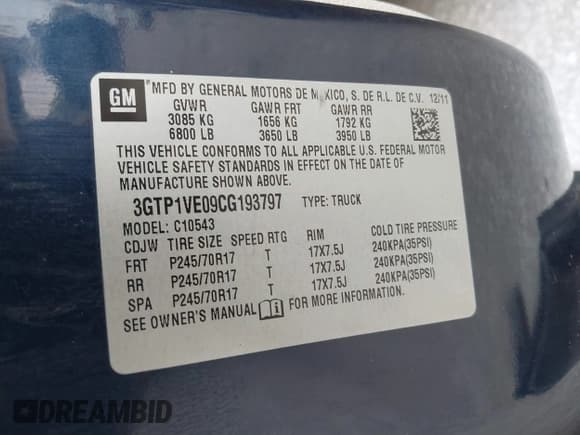 GM
MFD BY GENERAL MOTORS DE MEXICO, S. DE R.L. DE C.V. 12/11
GVWR GAWR FRT GAWR RR
3085 KG 1656 KG 1792 KG
6800 LB 3650 LB 3950 LB
THIS VEHICLE CONFORMS TO ALL APPLICABLE U.S. FEDERAL MOTOR
VEHICLE SAFETY STANDARDS IN EFFECT ON THE DATE OF
MANUFACTURE SHOWN ABOVE.
3GTP1VE09CG193797 TYPE: TRUCK
MODEL: C10543
CDJW TIRE SIZE SPEED RTG RIM COLD TIRE PRESSURE
FRT P245/70R17 T 17X7.5J 240KPA(35PSI)
RR P245/70R17 T 17X7.5J 240KPA(35PSI)
SPA P245/70R17 T 17X7.5J 240KPA(35PSI)
SEE OWNER'S MANUAL FOR MORE INFORMATION.
DREAMBID